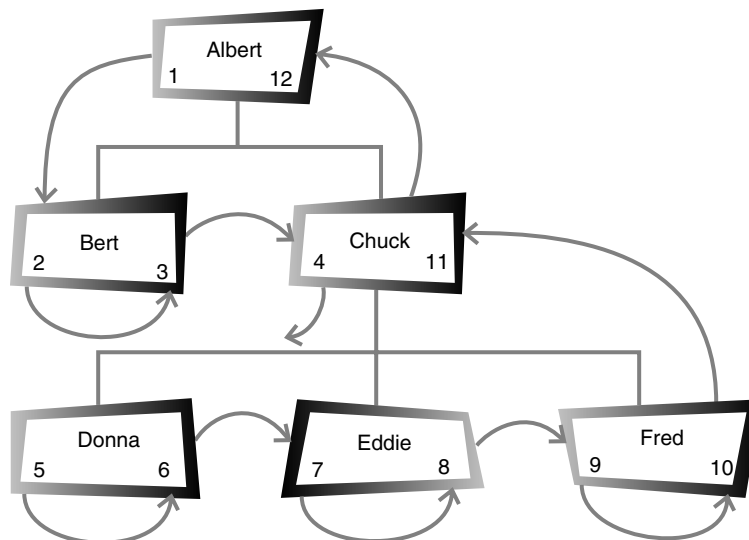 Albert
1 12
Bert
2 3
Chuck
4 11
Donna
5 6
Eddie
7 8
Fred
9 10